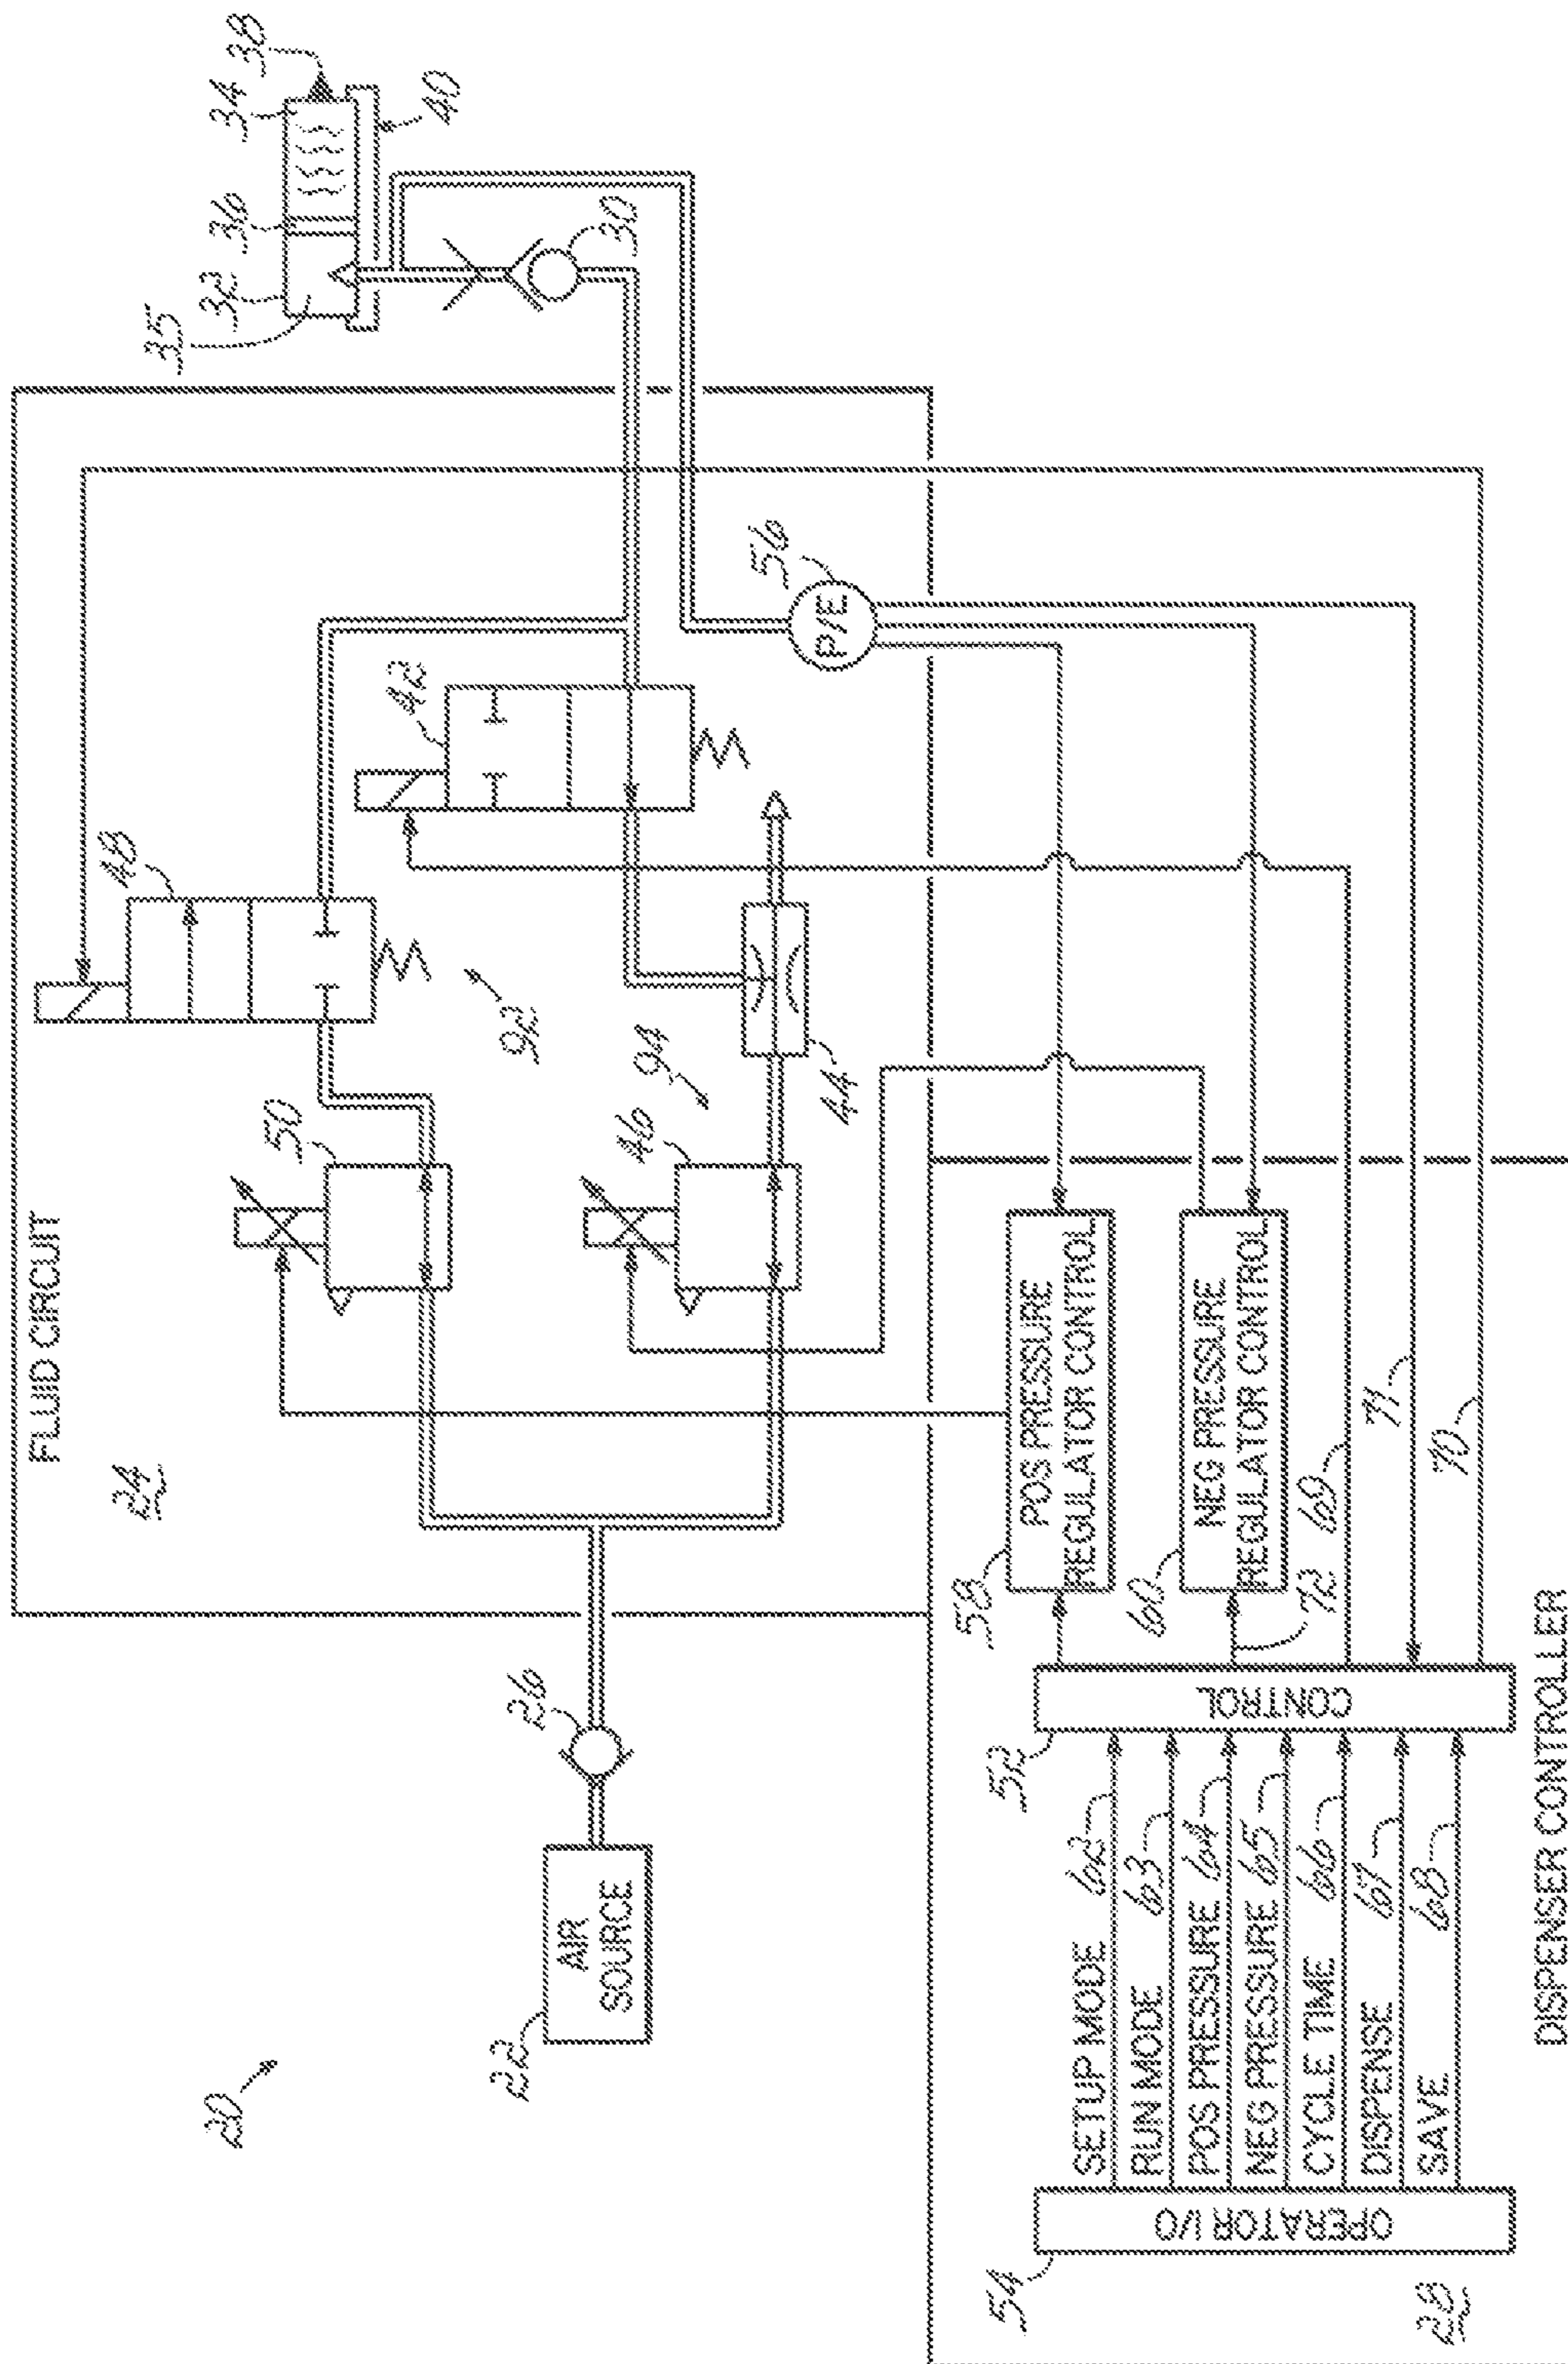 20
22
AIR
SOURCE
26
FLUID CIRCUIT
24
50
48
92
46
94
44
42
56
P/E
35
32
36
34
38
40
30
54
OPERATOR I/O
28
SETUP MODE 62
RUN MODE 63
POS PRESSURE 64
NEG PRESSURE 65
CYCLE TIME 66
DISPENSE 67
SAVE 68
52
CONTROL
58
POS PRESSURE
REGULATOR CONTROL
60
NEG PRESSURE
REGULATOR CONTROL
72
69
71
70
DISPENSER CONTROLLER